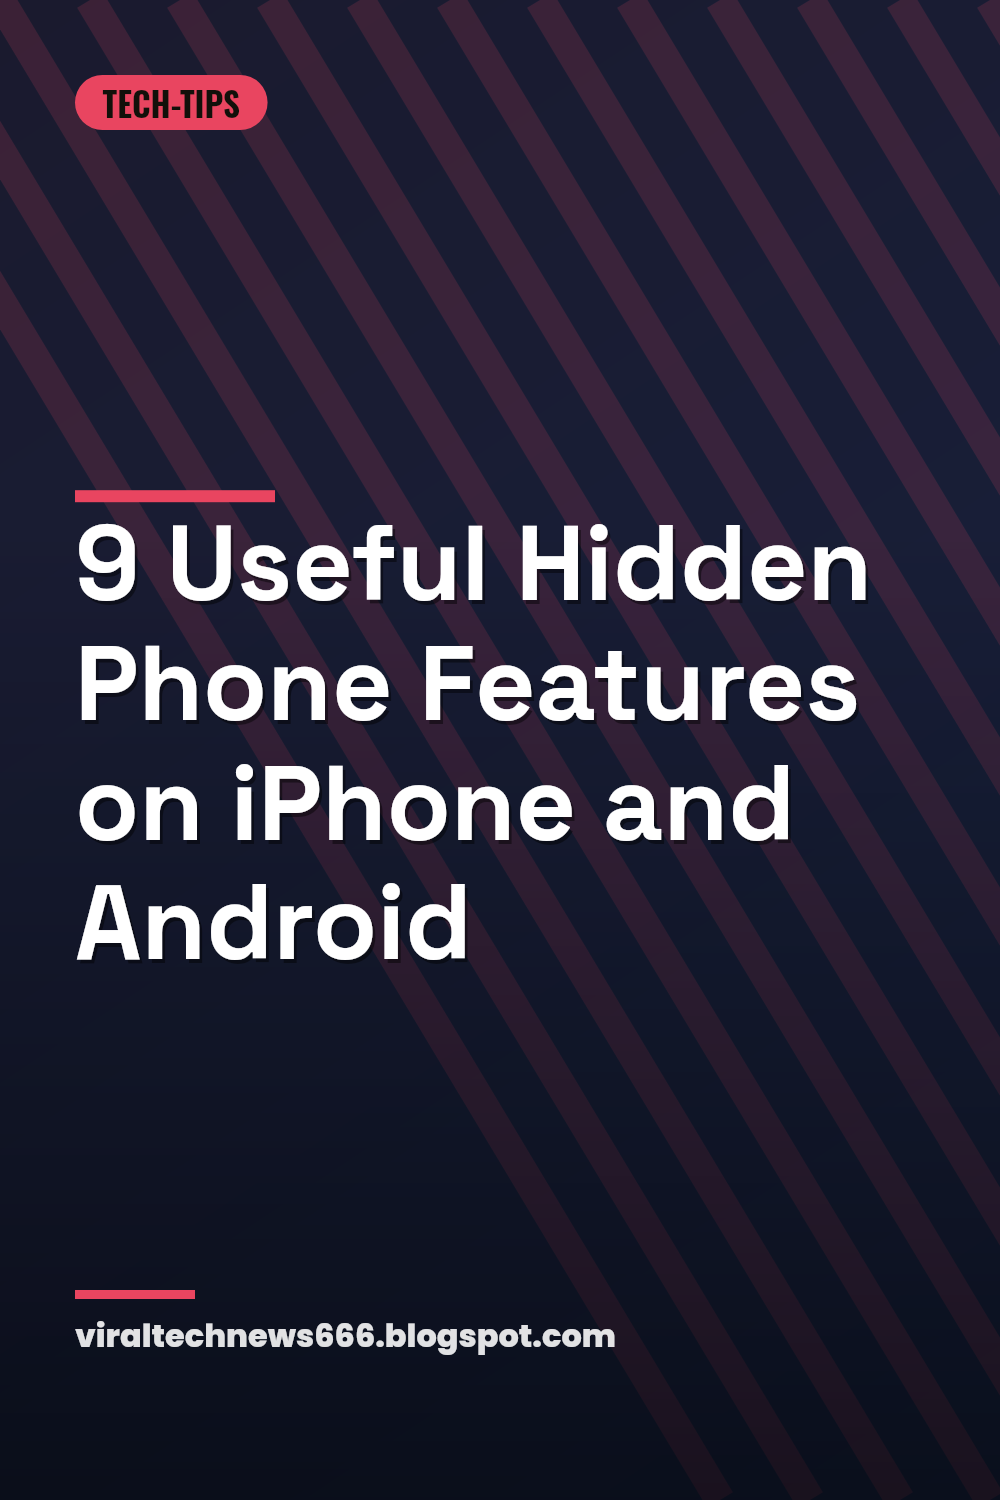 TECH-TIPS
9 Useful Hidden
Phone Features
on iPhone and
Android
viraltechnews666.blogspot.com